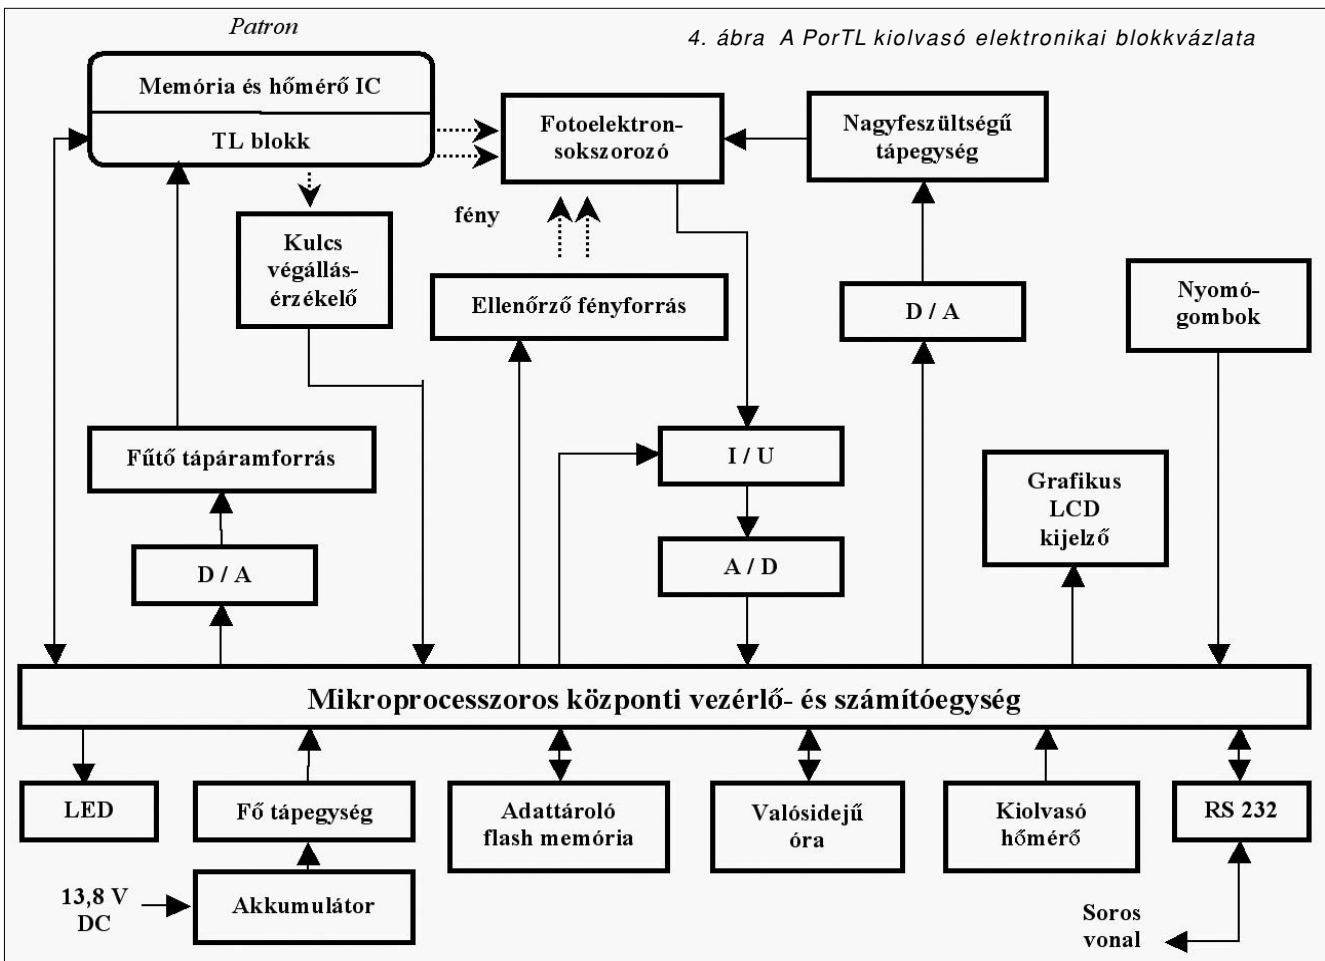 Patron
4. ábra A PorTL kiolvasó elektronikai blokkvázlata
Memória és hőmérő IC
TL blokk
Fotoelektron-
sokszorozó
Nagyfeszültségű
tápegység
fény
Kulcs
végállás-
érzékelő
Ellenőrző fényforrás
D / A
Nyomó-
gombok
Fűtő tápáramforrás
I / U
Grafikus
LCD
kijelző
D / A
A / D
Mikroprocesszoros központi vezérlő- és számítóegység
LED
Fő tápegység
Adattároló
flash memória
Valósidejű
óra
Kiolvasó
hőmérő
RS 232
13,8 V
DC
Akkumulátor
Soros
vonal